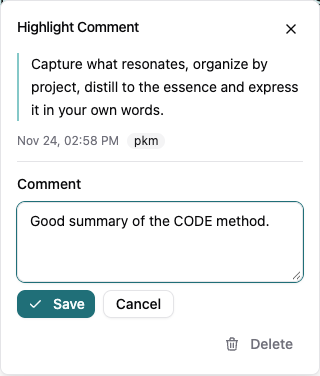 Highlight Comment
Capture what resonates, organize by
project, distill to the essence and express
it in your own words.
Nov 24, 02:58 PM pkm
Comment
Good summary of the CODE method.
Save Cancel
Delete